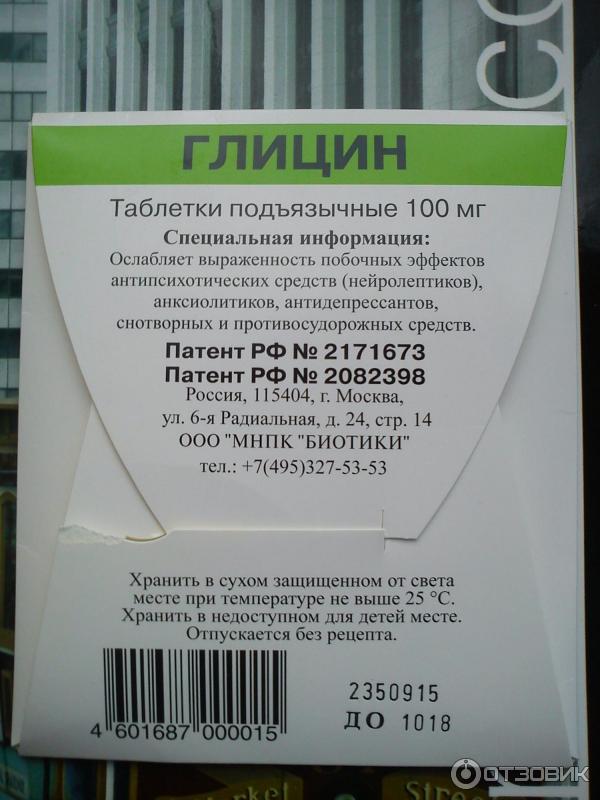 CO
ГЛИЦИН
Таблетки подъязычные 100 мг
Специальная информация:
Ослабляет выраженность побочных эффектов
антипсихотических средств (нейролептиков),
анксиолитиков, антидепрессантов,
снотворных и противосудорожных средств.
Патент РФ № 2171673
Патент РФ № 2082398
Россия, 115404, г. Москва,
ул. 6-я Радиальная, д. 24, стр. 14
ООО "МНПК "БИОТИКИ"
тел.: +7(495)327-53-53
Хранить в сухом защищенном от света
месте при температуре не выше 25 °С.
Хранить в недоступном для детей месте.
Отпускается без рецепта.
2350915
ДО 1018
4 601687 000015
ОТЗОВИК